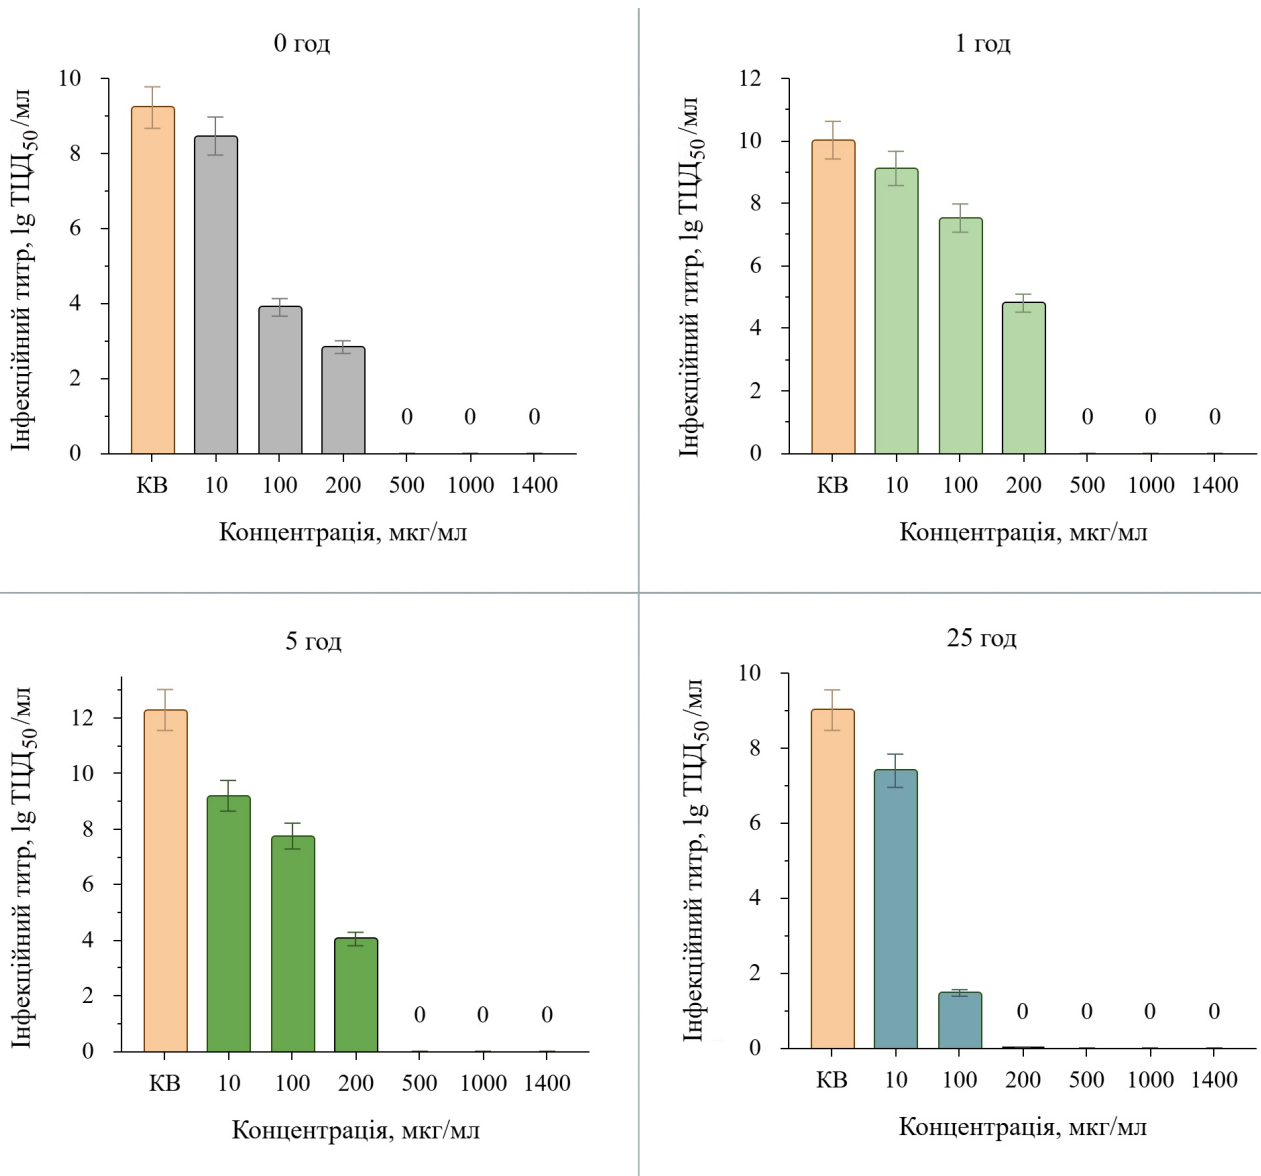 0 год
Інфекційний титр, lg ТЦД50/мл
10
8
6
4
2
0
0 0 0
КВ 10 100 200 500 1000 1400
Концентрація, мкг/мл
1 год
Інфекційний титр, lg ТЦД50/мл
12
10
8
6
4
2
0
0 0 0
КВ 10 100 200 500 1000 1400
Концентрація, мкг/мл
5 год
Інфекційний титр, lg ТЦД50/мл
12
10
8
6
4
2
0
0 0 0
КВ 10 100 200 500 1000 1400
Концентрація, мкг/мл
25 год
Інфекційний титр, lg ТЦД50/мл
10
8
6
4
2
0
0 0 0 0
КВ 10 100 200 500 1000 1400
Концентрація, мкг/мл